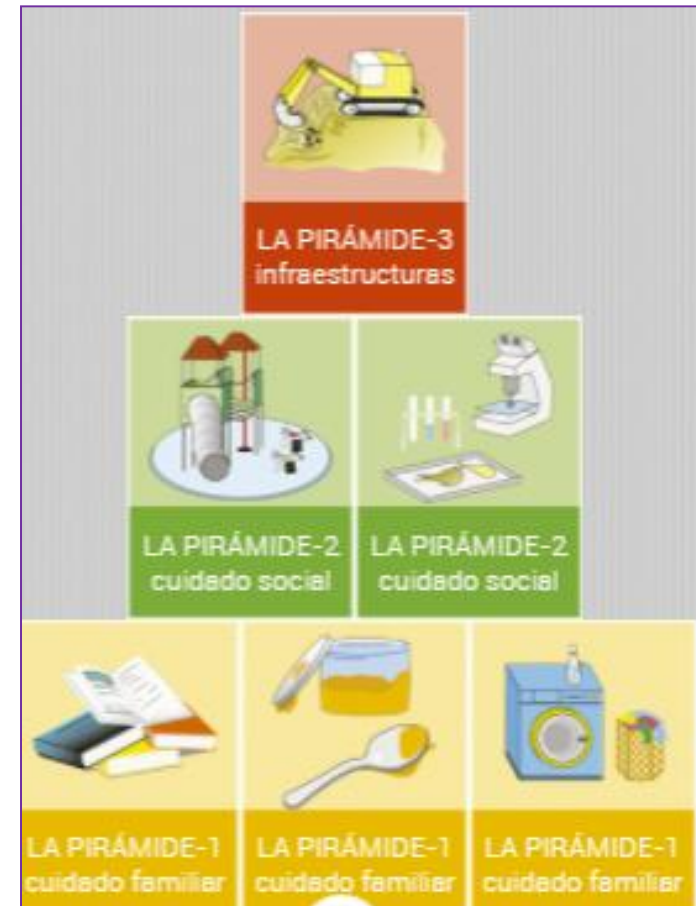 LA PIRÁMIDE-3
infraestructuras
LA PIRÁMIDE-2
cuidado social
LA PIRÁMIDE-2
cuidado social
LA PIRÁMIDE-1
cuidado familiar
LA PIRÁMIDE-1
cuidado familiar
LA PIRÁMIDE-1
cuidado familiar